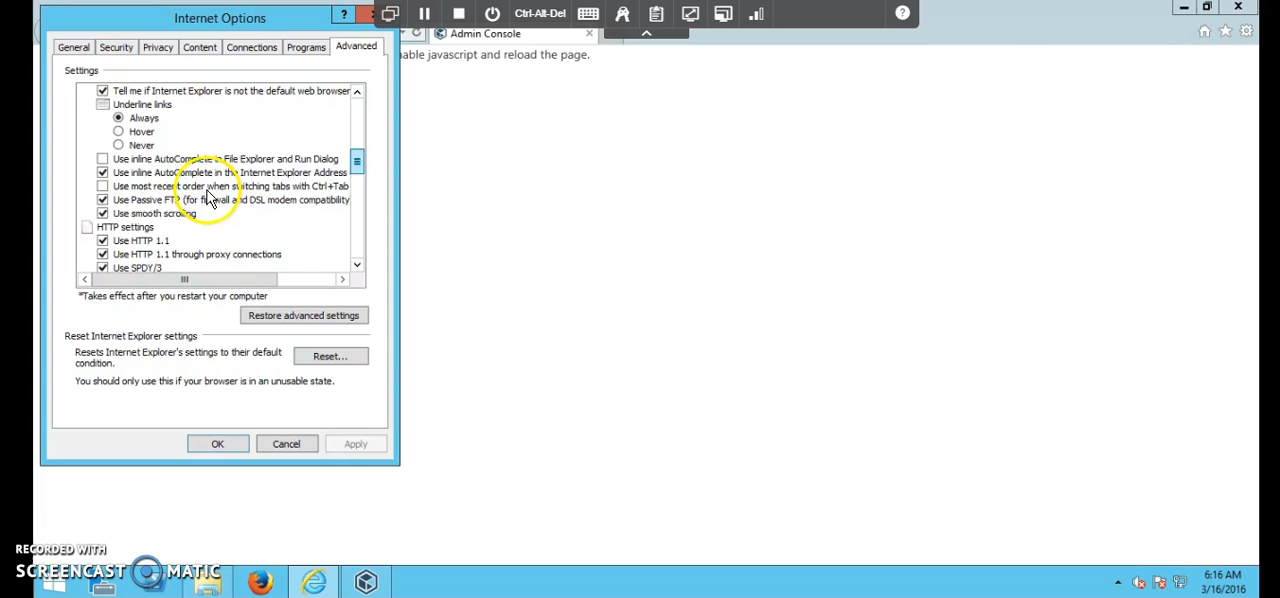 Internet Options
?
Ctrl-Alt-Del
?
Admin Console
General Security Privacy Content Connections Programs Advanced
able javascript and reload the page.
Settings
Tell me if Internet Explorer is not the default web browser
Underline links
Always
Hover
Never
Use inline AutoComplete in File Explorer and Run Dialog
Use inline AutoComplete in the Internet Explorer Address
Use most recent order when switching tabs with Ctrl+Tab
Use Passive FTP (for firewall and DSL modem compatibility
Use smooth scrolling
HTTP settings
Use HTTP 1.1
Use HTTP 1.1 through proxy connections
Use SPDY/3
*Takes effect after you restart your computer
Restore advanced settings
Reset Internet Explorer settings
Resets Internet Explorer's settings to their default
condition.
Reset...
You should only use this if your browser is in an unusable state.
OK Cancel Apply
RECORDED WITH
SCREENCAST MATIC
6:16 AM
3/16/2016